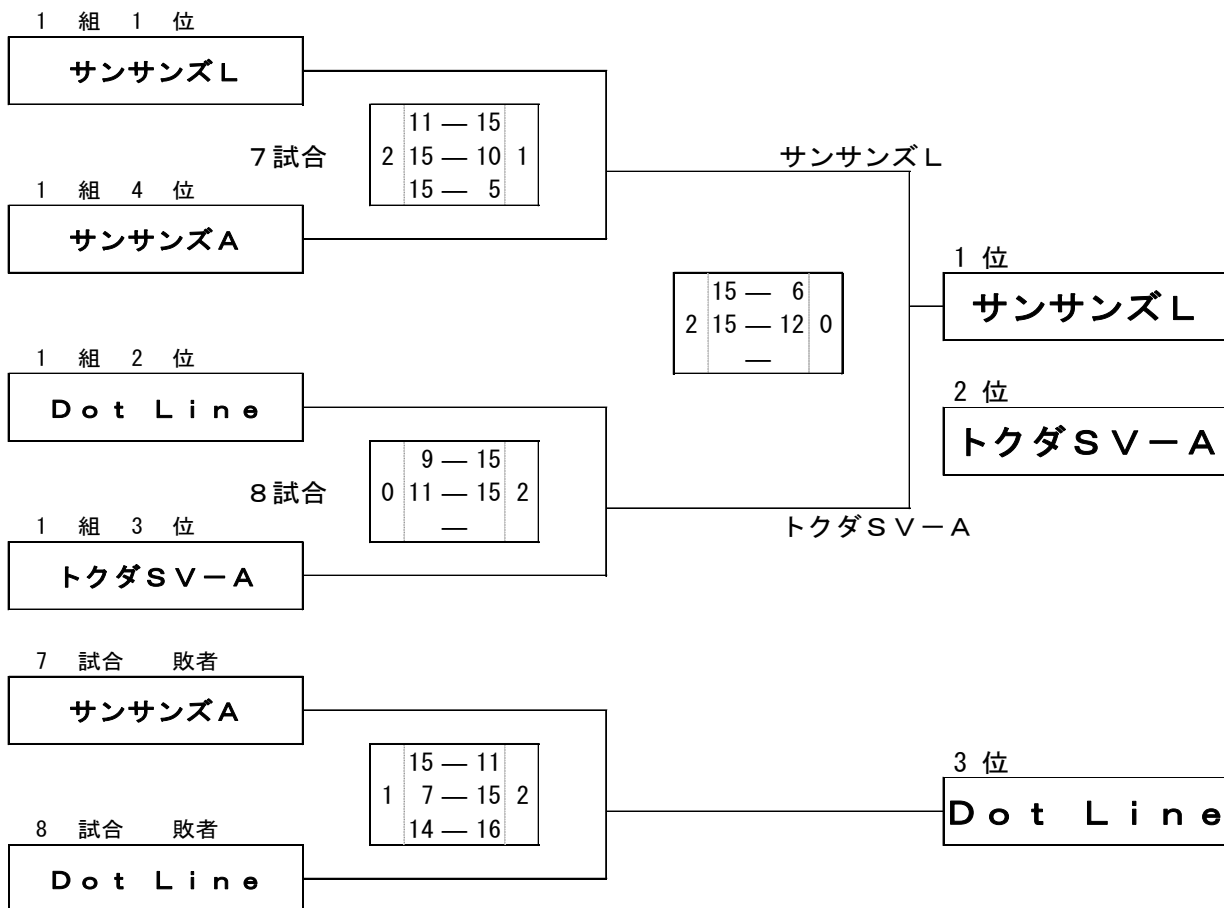 1 組 1 位
サンサンズL
11 ― 15
7試合 2 15 ― 10 1
15 ― 5
サンサンズL
1 組 4 位
サンサンズA
1 位
サンサンズL
15 ― 6
2 15 ― 12 0
―
1 組 2 位
Dot Line
2 位
トクダSV－A
9 ― 15
8試合 0 11 ― 15 2
―
トクダSV－A
1 組 3 位
トクダSV－A
7 試合 敗者
サンサンズA
15 ― 11
1 7 ― 15 2
14 ― 16
3 位
Dot Line
8 試合 敗者
Dot Line